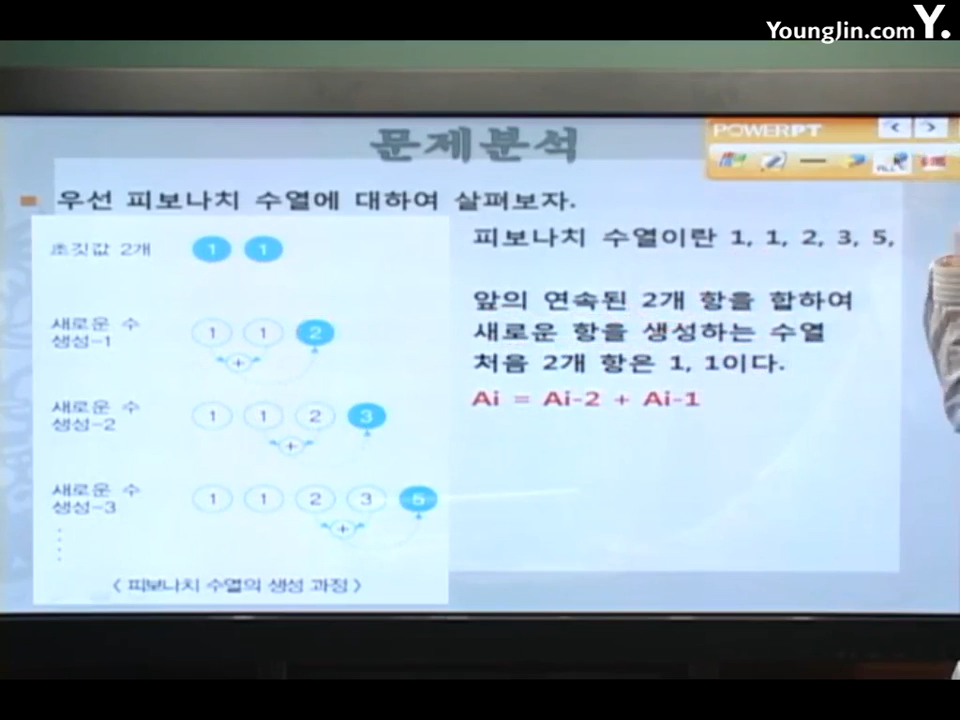 YoungJin.com Y.
문제분석
POWERPT
우선 피보나치 수열에 대하여 살펴보자.
초깃값 2개
1 1
새로운 수
생성-1
1 1 2
+
새로운 수
생성-2
1 1 2 3
+
새로운 수
생성-3
1 1 2 3 5
+
< 피보나치 수열의 생성 과정 >
피보나치 수열이란 1, 1, 2, 3, 5,
앞의 연속된 2개 항을 합하여
새로운 항을 생성하는 수열
처음 2개 항은 1, 1이다.
Ai = Ai-2 + Ai-1